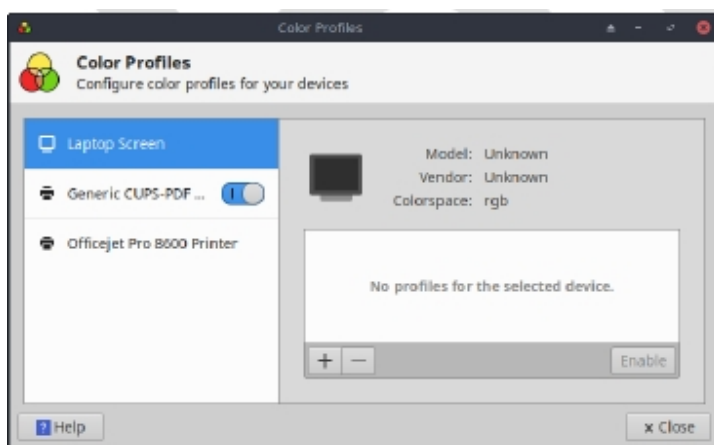 Color Profiles
Color Profiles
Configure color profiles for your devices
Laptop Screen
Generic CUPS-PDF ...
Officejet Pro 8600 Printer
Model: Unknown
Vendor: Unknown
Colorspace: rgb
No profiles for the selected device.
+ −
Enable
? Help
x Close